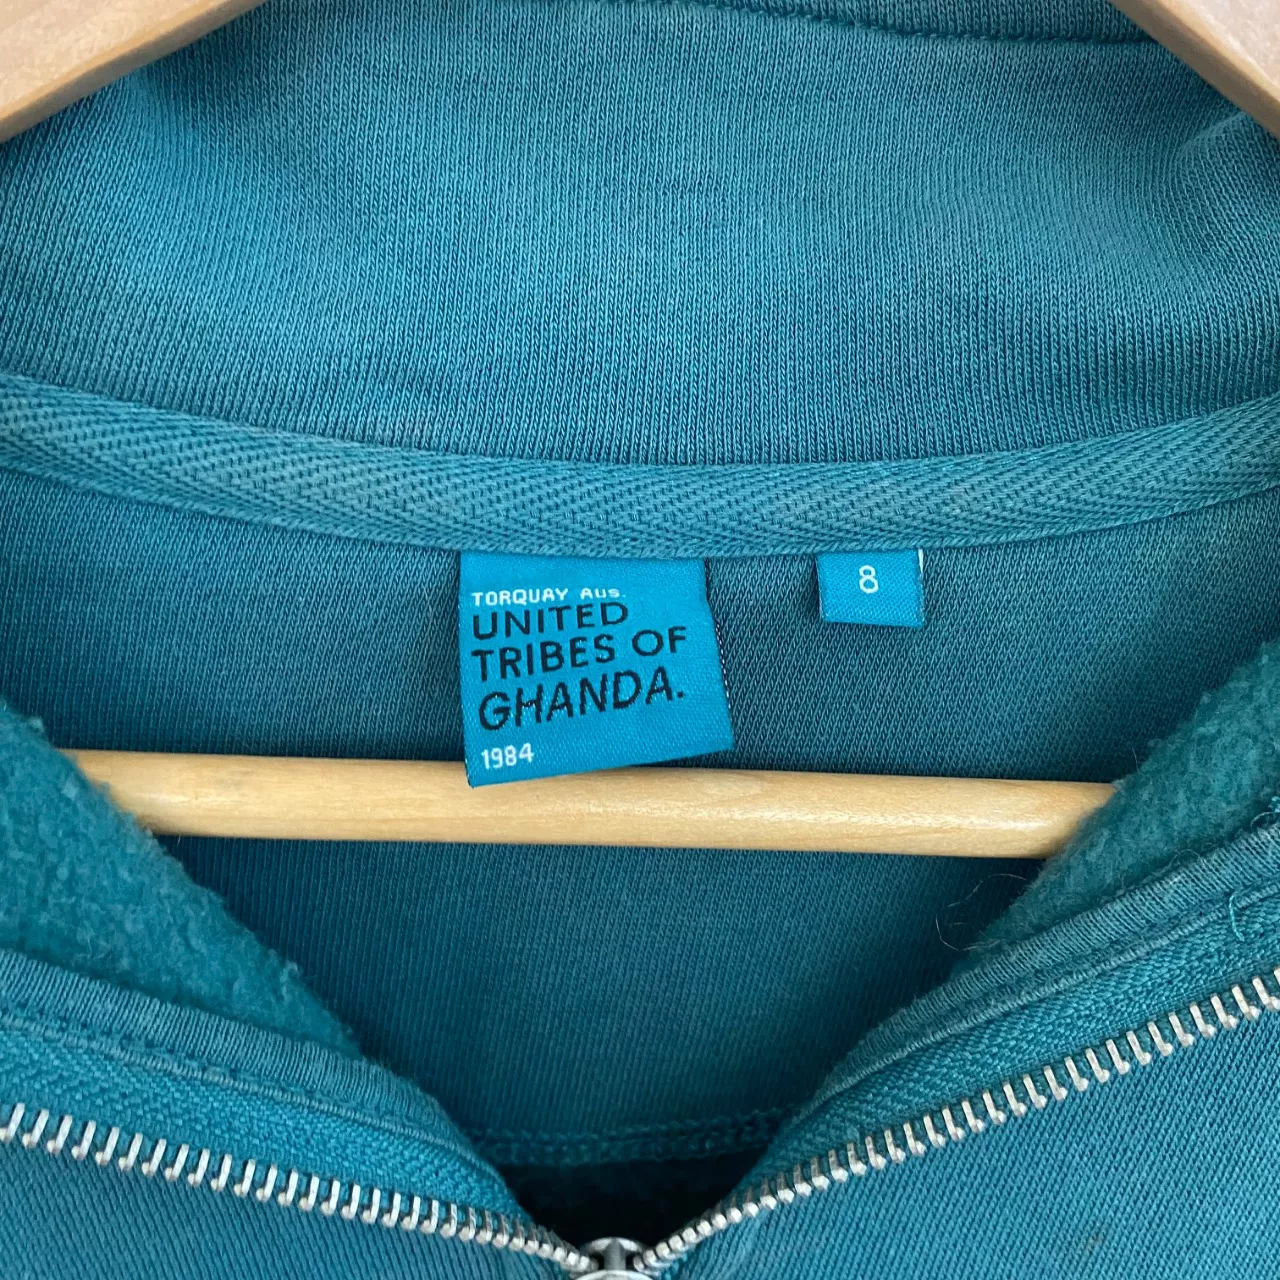 TORQUAY Aus.
UNITED
TRIBES OF
GHANDA.
1984
8